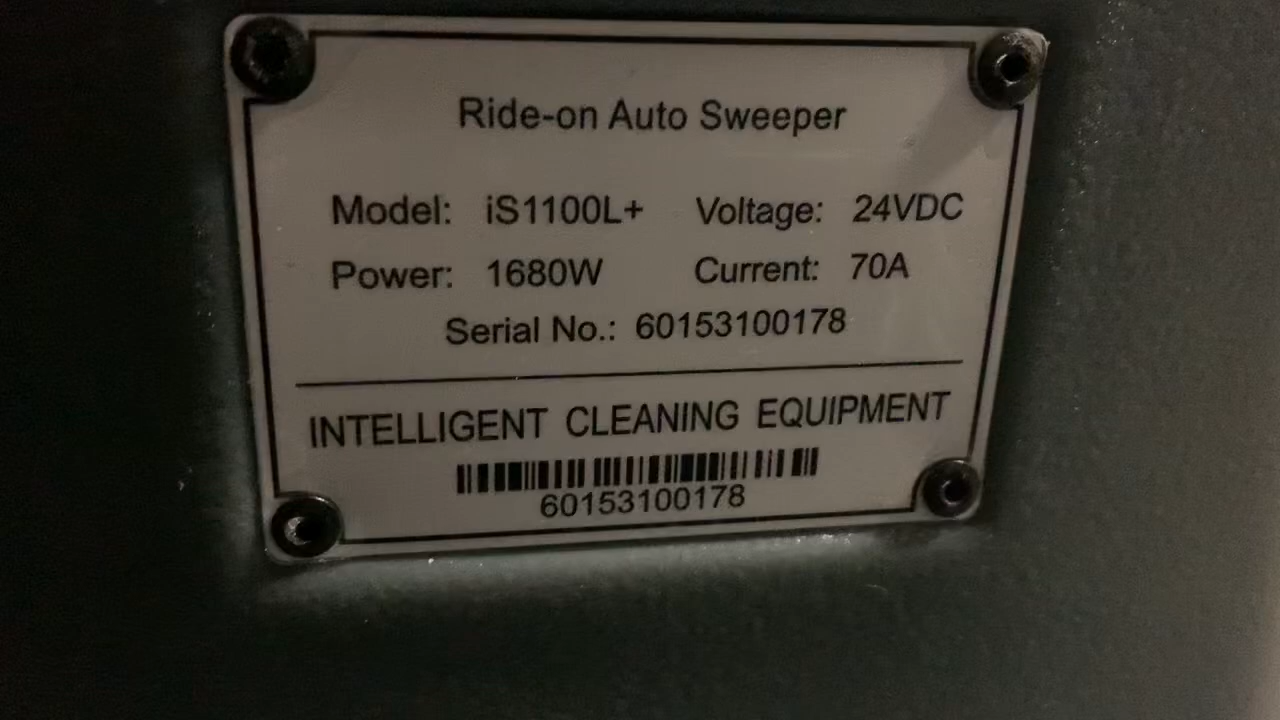 Ride-on Auto Sweeper
Model: iS1100L+ Voltage: 24VDC
Power: 1680W Current: 70A
Serial No.: 60153100178
INTELLIGENT CLEANING EQUIPMENT
60153100178